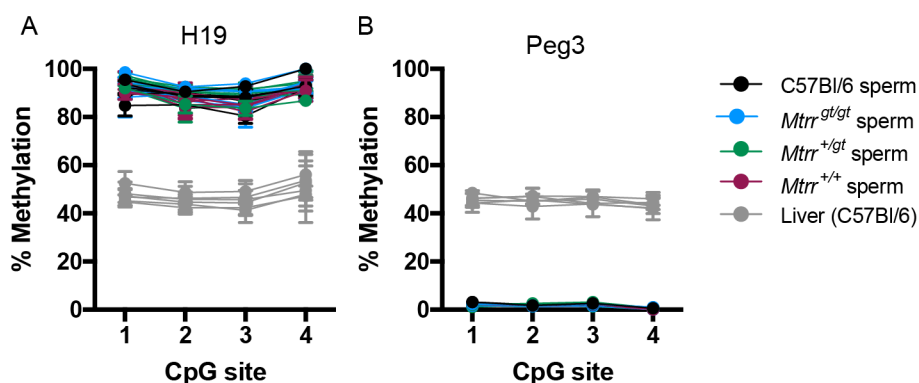 A
H19
% Methylation
100
80
60
40
20
0
1 2 3 4
CpG site
B
Peg3
% Methylation
100
80
60
40
20
0
1 2 3 4
CpG site
C57Bl/6 sperm
Mtrr gt/gt sperm
Mtrr +/gt sperm
Mtrr +/+ sperm
Liver (C57Bl/6)